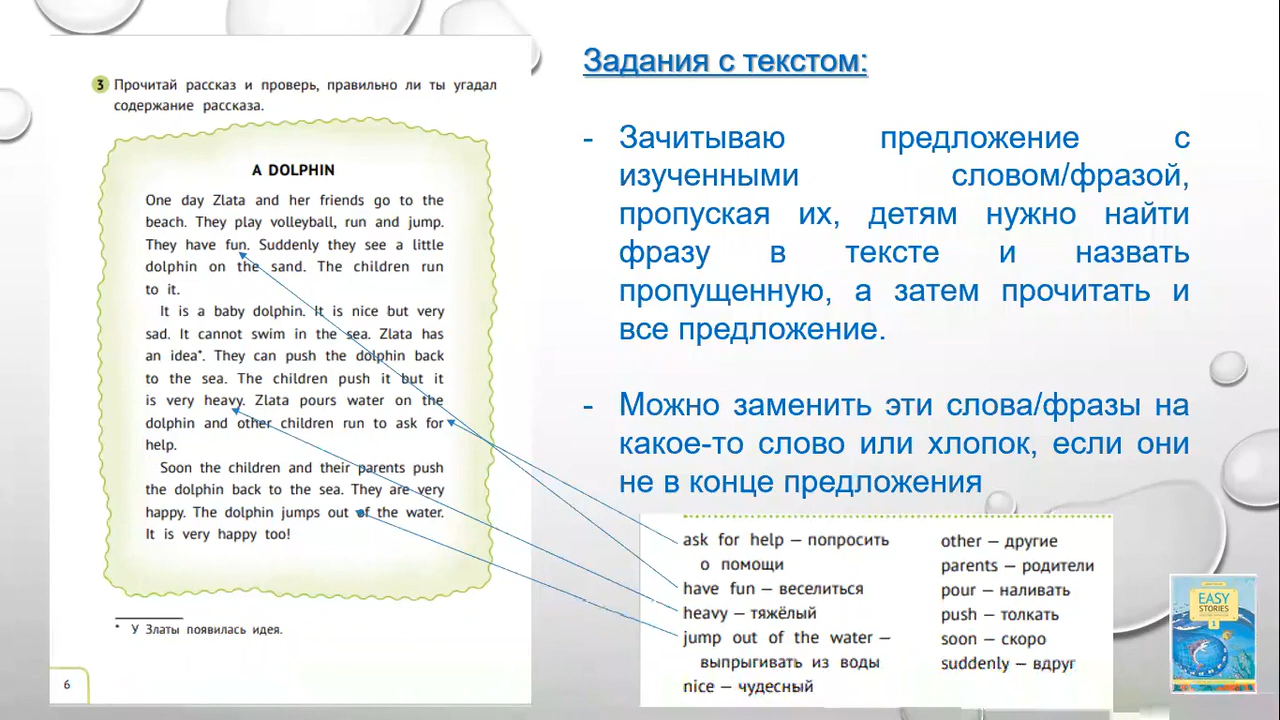 3 Прочитай рассказ и проверь, правильно ли ты угадал
содержание рассказа.
A DOLPHIN
One day Zlata and her friends go to the
beach. They play volleyball, run and jump.
They have fun. Suddenly they see a little
dolphin on the sand. The children run
to it.
It is a baby dolphin. It is nice but very
sad. It cannot swim in the sea. Zlata has
an idea*. They can push the dolphin back
to the sea. The children push it but it
is very heavy. Zlata pours water on the
dolphin and other children run to ask for
help.
Soon the children and their parents push
the dolphin back to the sea. They are very
happy. The dolphin jumps out of the water.
It is very happy too!
* У Златы появилась идея.
6
Задания с текстом:
- Зачитываю предложение с
изученными словом/фразой,
пропуская их, детям нужно найти
фразу в тексте и назвать
пропущенную, а затем прочитать и
все предложение.
- Можно заменить эти слова/фразы на
какое-то слово или хлопок, если они
не в конце предложения
ask for help – попросить
о помощи
have fun – веселиться
heavy – тяжёлый
jump out of the water –
выпрыгивать из воды
nice – чудесный
other – другие
parents – родители
pour – наливать
push – толкать
soon – скоро
suddenly – вдруг
EASY
STORIES
1